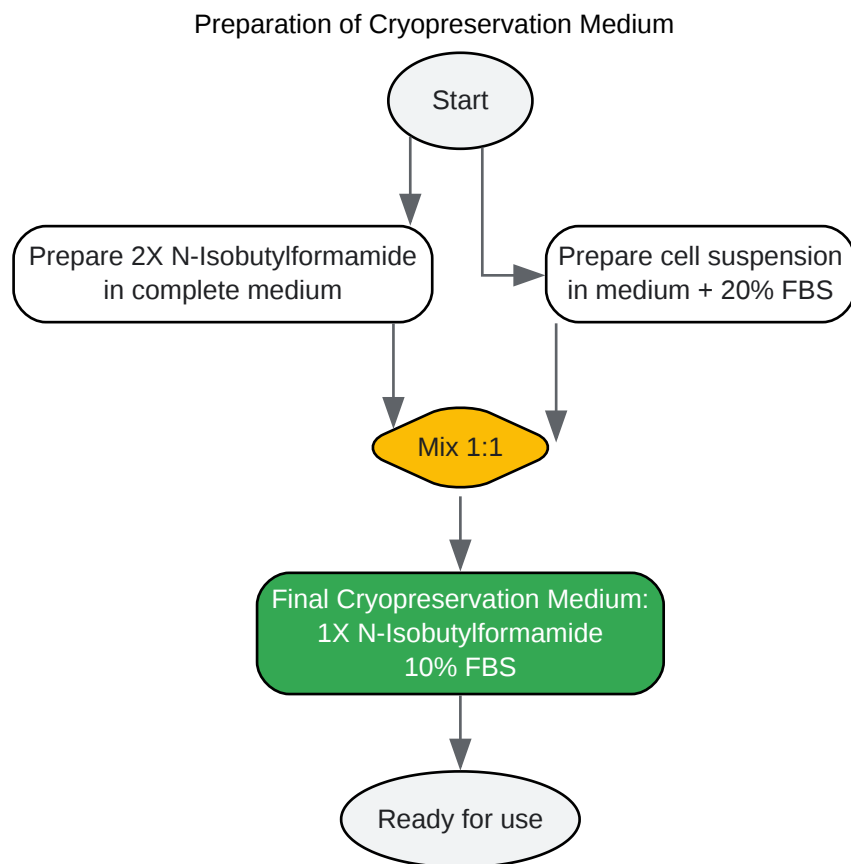 Preparation of Cryopreservation Medium
Start
Prepare 2X N-Isobutylformamide
in complete medium
Prepare cell suspension
in medium + 20% FBS
Mix 1:1
Final Cryopreservation Medium:
1X N-Isobutylformamide
10% FBS
Ready for use